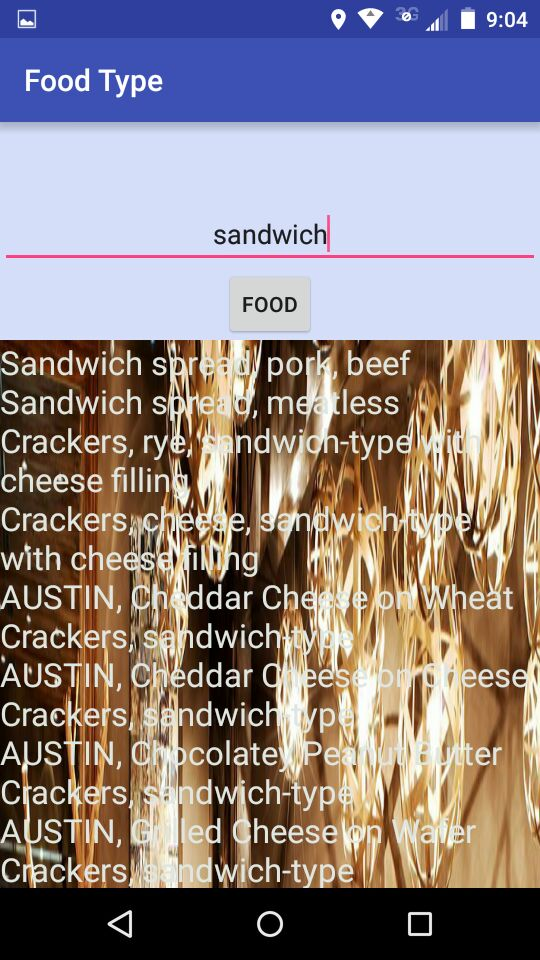 3G 9:04
Food Type
sandwich
FOOD
Sandwich spread, pork, beef
Sandwich spread, meatless
Crackers, rye, sandwich-type with
cheese filling
Crackers, cheese, sandwich-type
with cheese filling
AUSTIN, Cheddar Cheese on Wheat
Crackers, sandwich-type
AUSTIN, Cheddar Cheese on Cheese
Crackers, sandwich-type
AUSTIN, Chocolatey Peanut Butter
Crackers, sandwich-type
AUSTIN, Grilled Cheese on Wafer
Crackers, sandwich-type